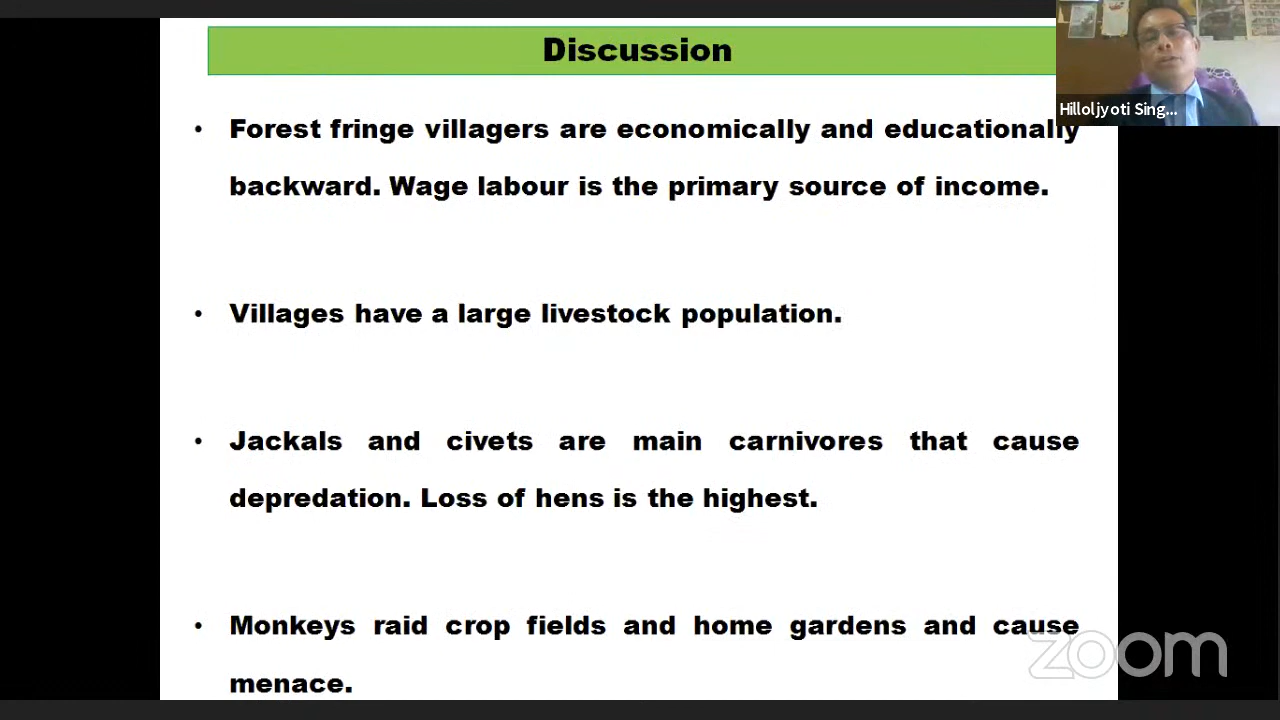 Discussion
Hilloljyoti Sing...
• Forest fringe villagers are economically and educationally
backward. Wage labour is the primary source of income.
• Villages have a large livestock population.
• Jackals and civets are main carnivores that cause
depredation. Loss of hens is the highest.
• Monkeys raid crop fields and home gardens and cause
menace.
zoom